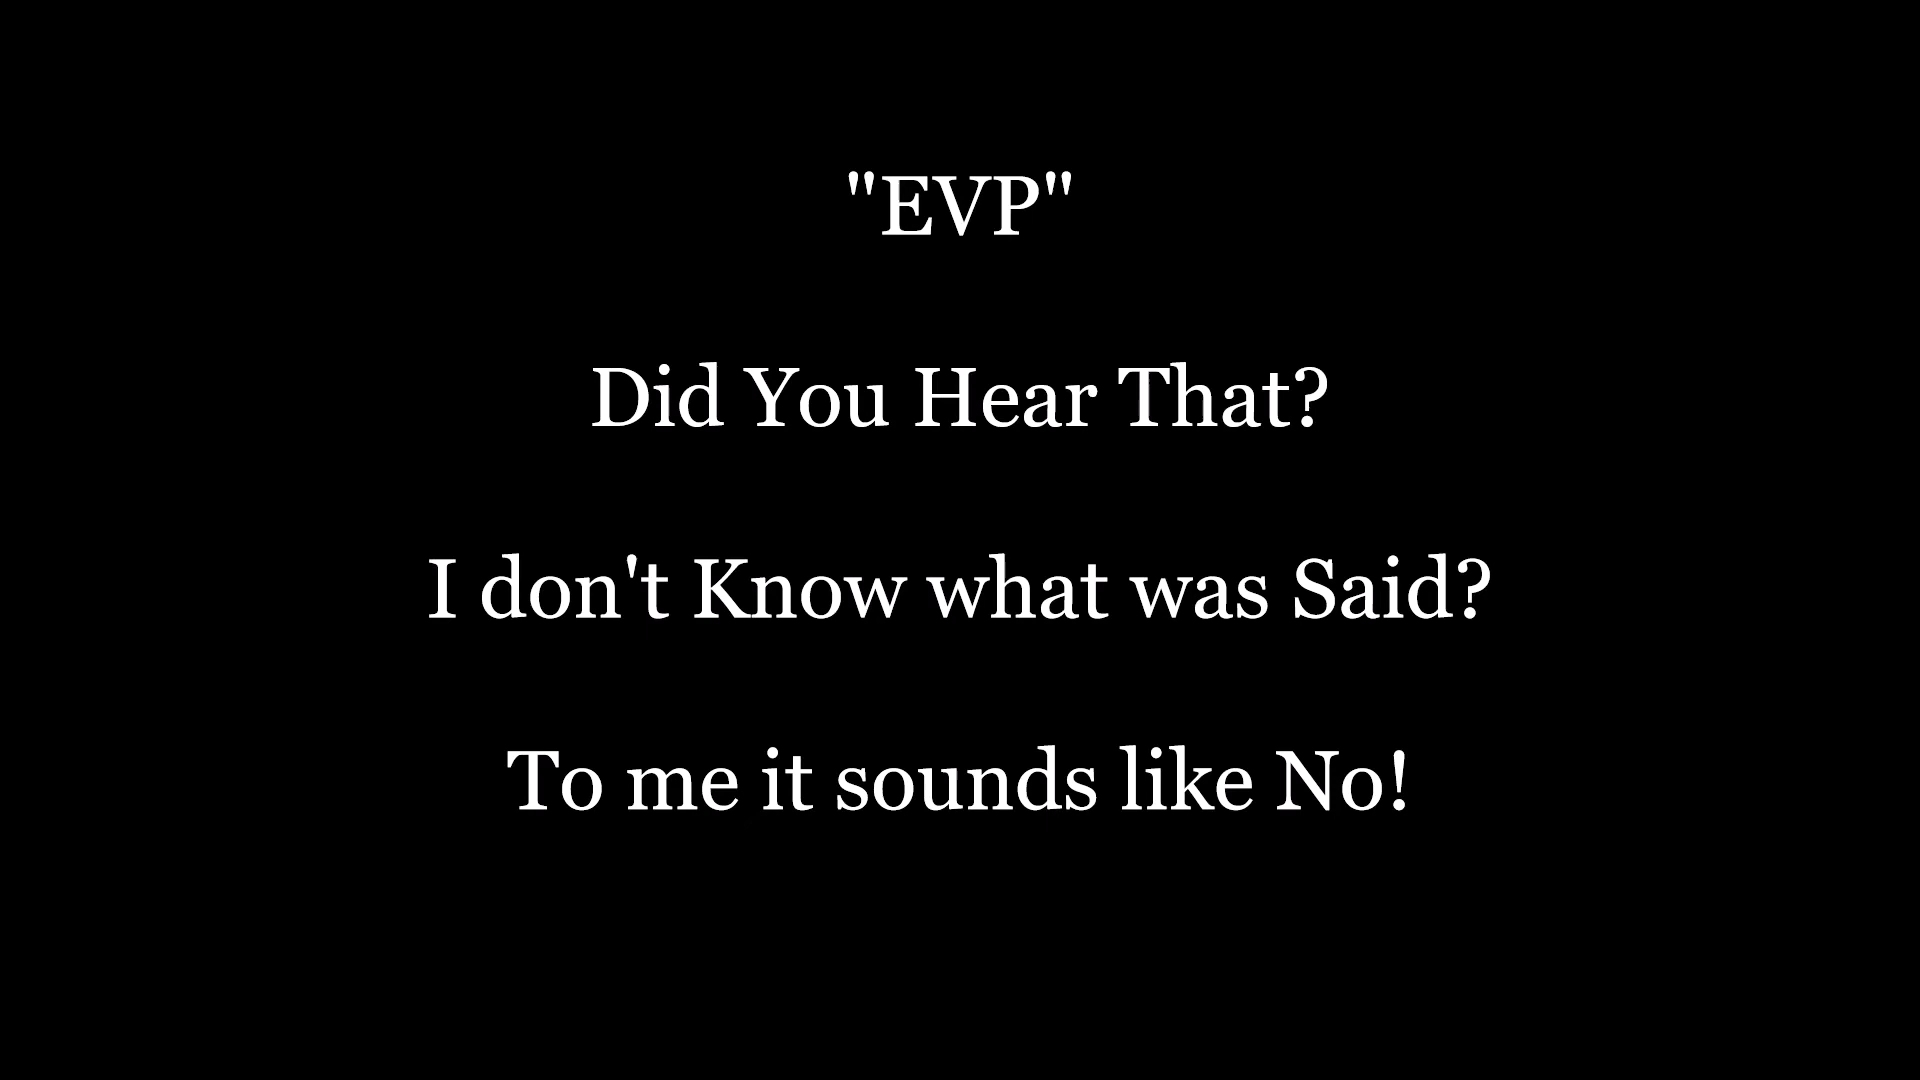 "EVP"
Did You Hear That?
I don't Know what was Said?
To me it sounds like No!